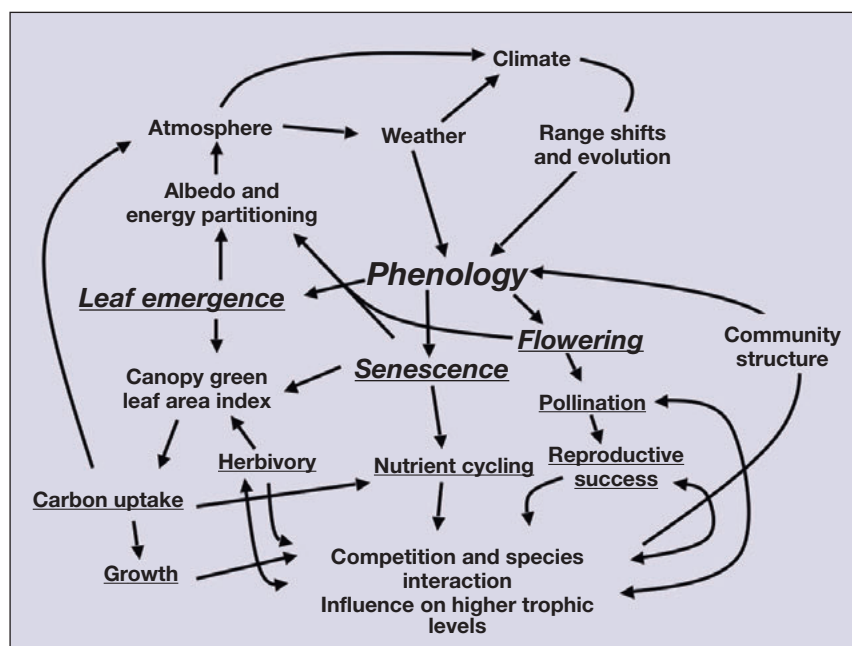 Climate
Atmosphere
Weather
Range shifts
and evolution
Albedo and
energy partitioning
Phenology
Leaf emergence
Flowering
Community
structure
Senescence
Canopy green
leaf area index
Pollination
Herbivory
Nutrient cycling
Reproductive
success
Carbon uptake
Growth
Competition and species
interaction
Influence on higher trophic
levels